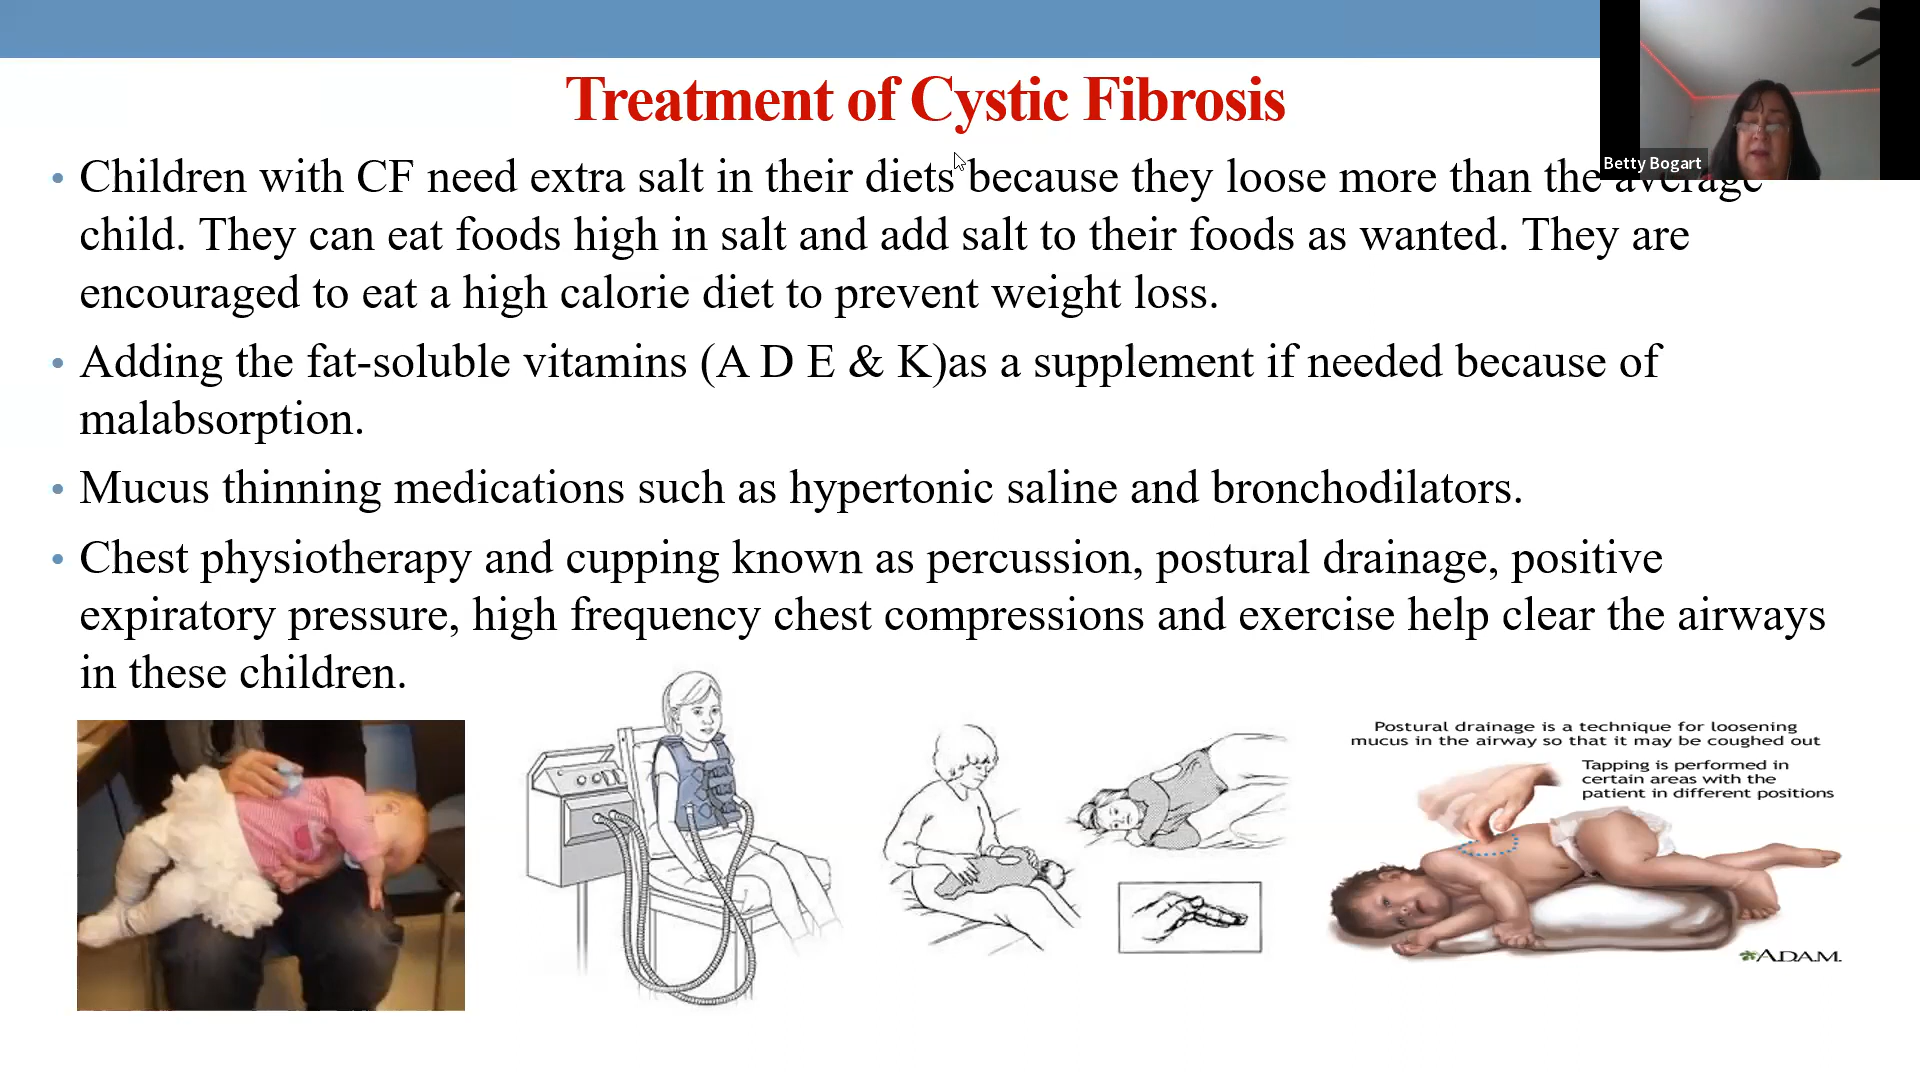 Treatment of Cystic Fibrosis
Betty Bogart
• Children with CF need extra salt in their diets because they loose more than the average
child. They can eat foods high in salt and add salt to their foods as wanted. They are
encouraged to eat a high calorie diet to prevent weight loss.
• Adding the fat-soluble vitamins (A D E & K)as a supplement if needed because of
malabsorption.
• Mucus thinning medications such as hypertonic saline and bronchodilators.
• Chest physiotherapy and cupping known as percussion, postural drainage, positive
expiratory pressure, high frequency chest compressions and exercise help clear the airways
in these children.
Postural drainage is a technique for loosening
mucus in the airway so that it may be coughed out
Tapping is performed in
certain areas with the
patient in different positions
A.D.A.M.